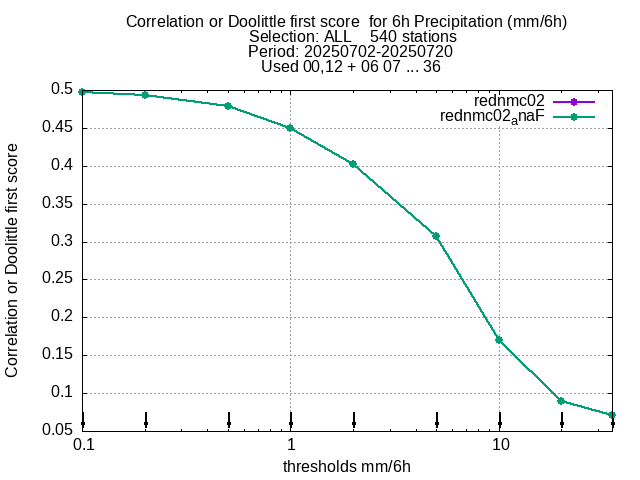 Correlation or Doolittle first score  for 6h Precipitation (mm/6h)
Selection: ALL    540 stations
Period: 20250702-20250720
Used 00,12 + 06 07 ... 36
rednmc02
rednmc02_anaF
Correlation or Doolittle first score
0.5
0.45
0.4
0.35
0.3
0.25
0.2
0.15
0.1
0.05
0.1 1 10
thresholds mm/6h